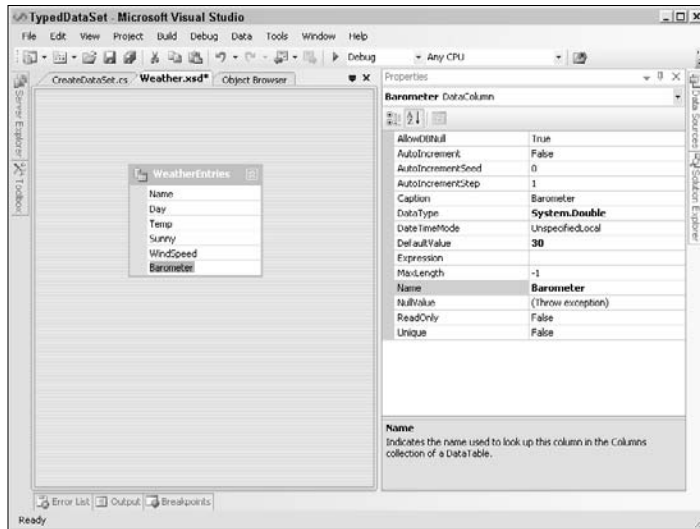 TypedDataSet - Microsoft Visual Studio
File Edit View Project Build Debug Data Tools Window Help
Debug Any CPU
CreateDataSet.cs Weather.xsd* Object Browser
Server Explorer
Toolbox
WeatherEntries
Name
Day
Temp
Sunny
WindSpeed
Barometer
Properties
Barometer DataColumn
AllowDBNull True
AutoIncrement False
AutoIncrementSeed 0
AutoIncrementStep 1
Caption Barometer
DataType System.Double
DateTimeMode UnspecifiedLocal
DefaultValue 30
Expression
MaxLength -1
Name Barometer
NullValue (Throw exception)
ReadOnly False
Unique False
Name
Indicates the name used to look up this column in the Columns
collection of a DataTable.
Data Sources
Solution Explorer
Error List Output Breakpoints
Ready